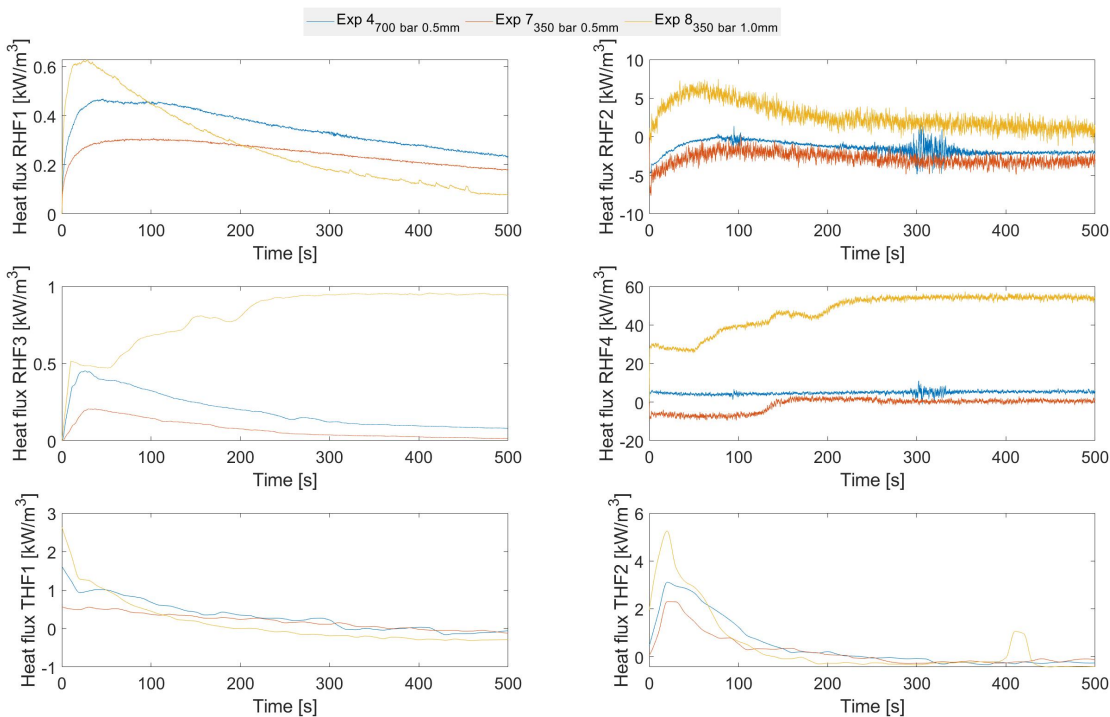 Exp 4 700 bar 0.5mm Exp 7 350 bar 0.5mm Exp 8 350 bar 1.0mm
Heat flux RHF1 [kW/m³]
0.6
0.4
0.2
0
0 100 200 300 400 500
Time [s]
Heat flux RHF2 [kW/m³]
10
5
0
-5
-10
0 100 200 300 400 500
Time [s]
Heat flux RHF3 [kW/m³]
1
0.5
0
0 100 200 300 400 500
Time [s]
Heat flux RHF4 [kW/m³]
60
40
20
0
-20
0 100 200 300 400 500
Time [s]
Heat flux THF1 [kW/m³]
3
2
1
0
-1
0 100 200 300 400 500
Time [s]
Heat flux THF2 [kW/m³]
6
4
2
0
0 100 200 300 400 500
Time [s]